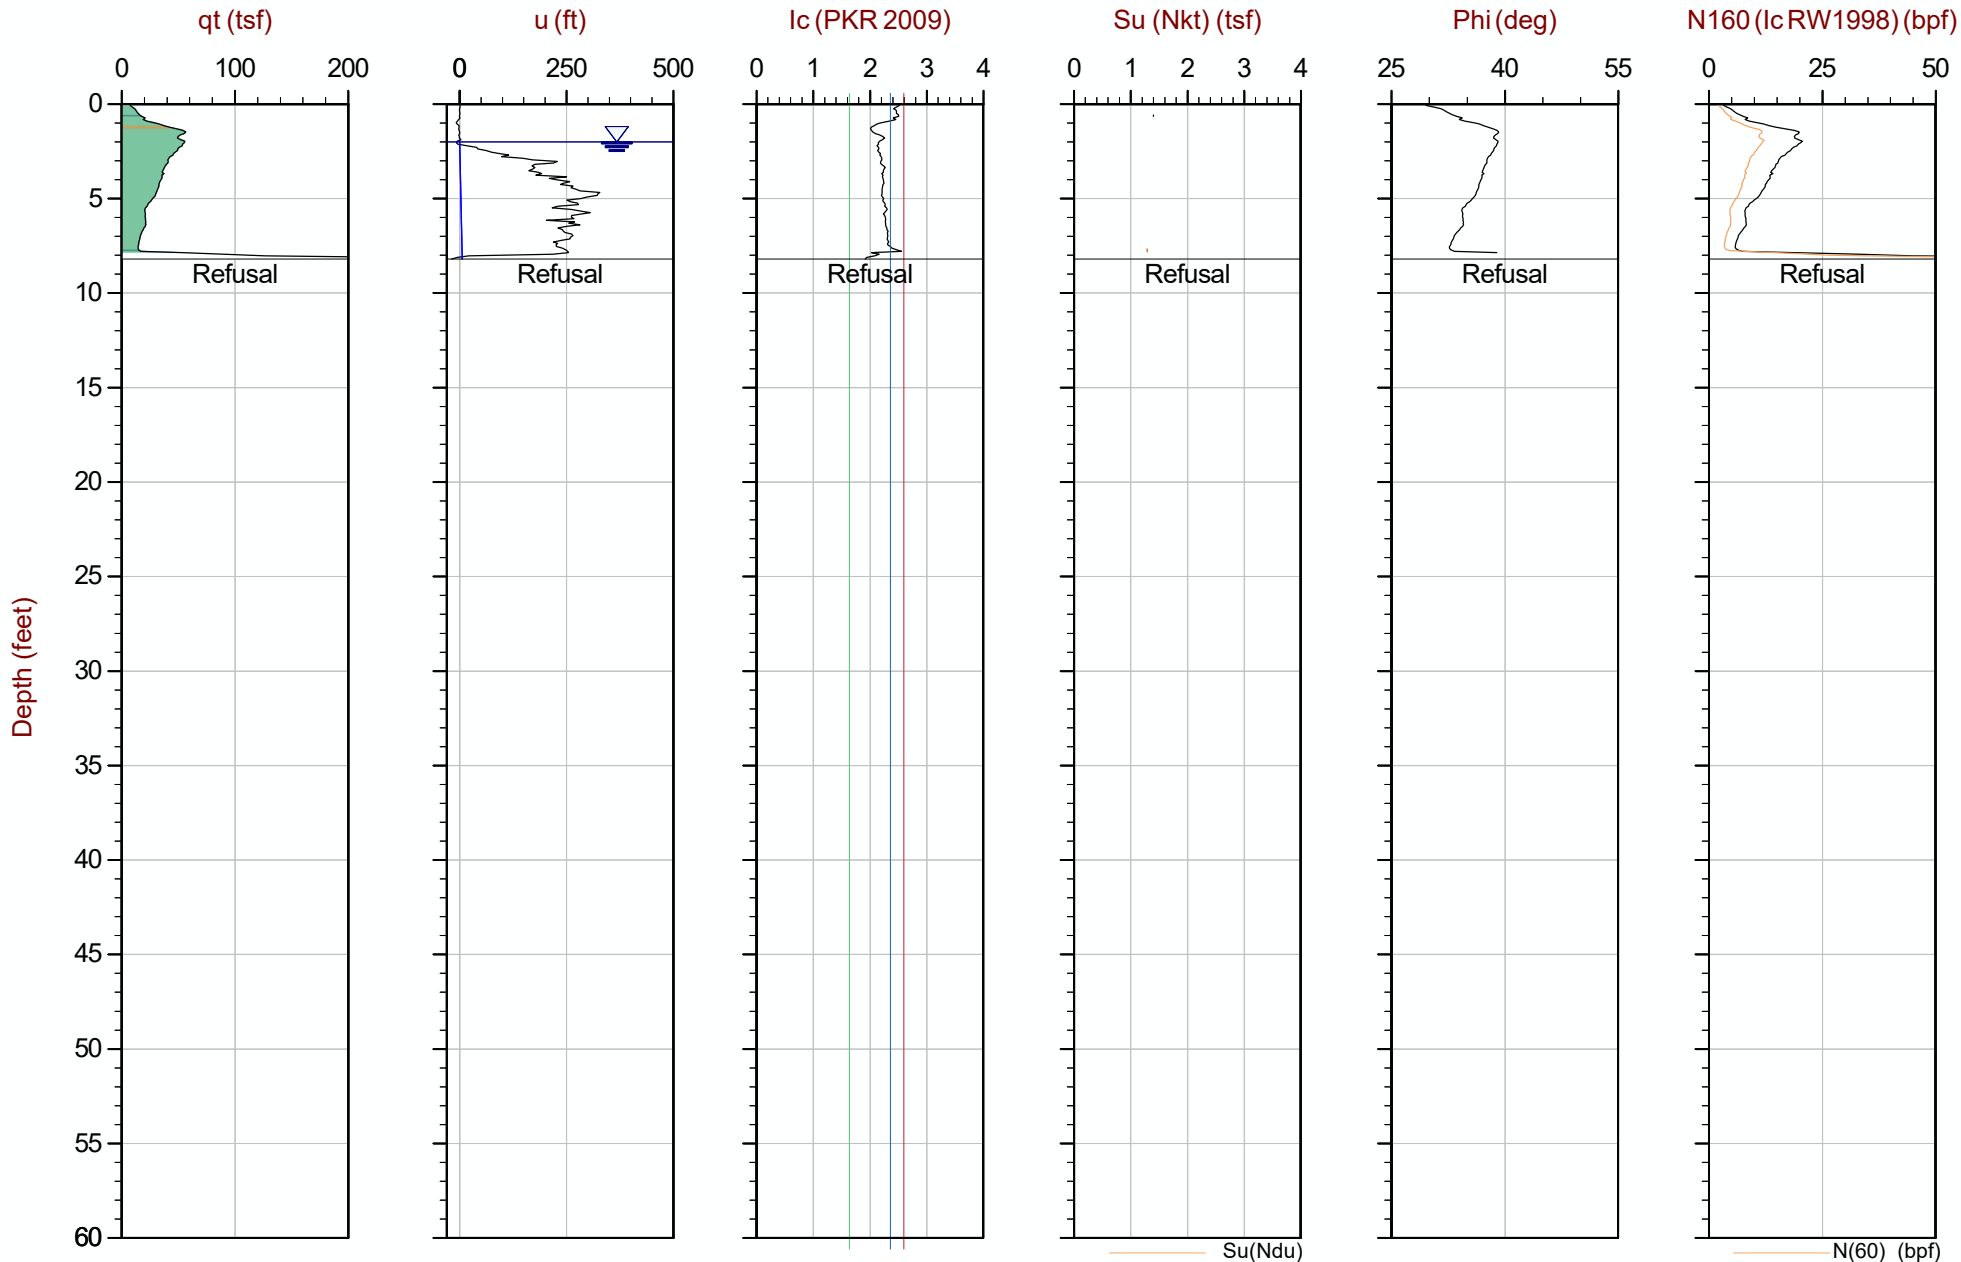 qt (tsf) u (ft) Ic (PKR 2009) Su (Nkt) (tsf) Phi (deg) N160 (Ic RW1998) (bpf)
0 100 200 0 250 500 0 1 2 3 4 0 1 2 3 4 25 40 55 0 25 50
0
5
Refusal Refusal Refusal Refusal Refusal Refusal
10
15
20
25
30
35
40
45
50
55
60
Depth (feet)
Su(Ndu) N(60) (bpf)